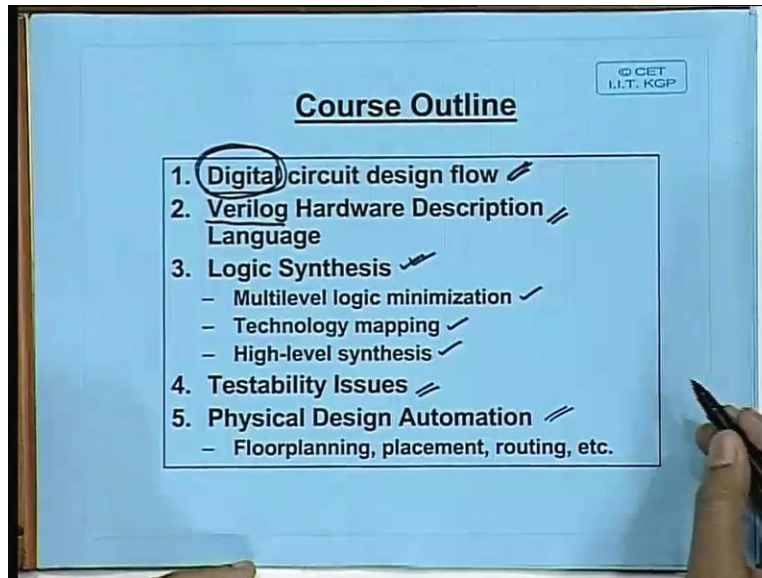 © CET
I.I.T. KGP
Course Outline
1. Digital circuit design flow
2. Verilog Hardware Description
Language
3. Logic Synthesis
– Multilevel logic minimization
– Technology mapping
– High-level synthesis
4. Testability Issues
5. Physical Design Automation
– Floorplanning, placement, routing, etc.